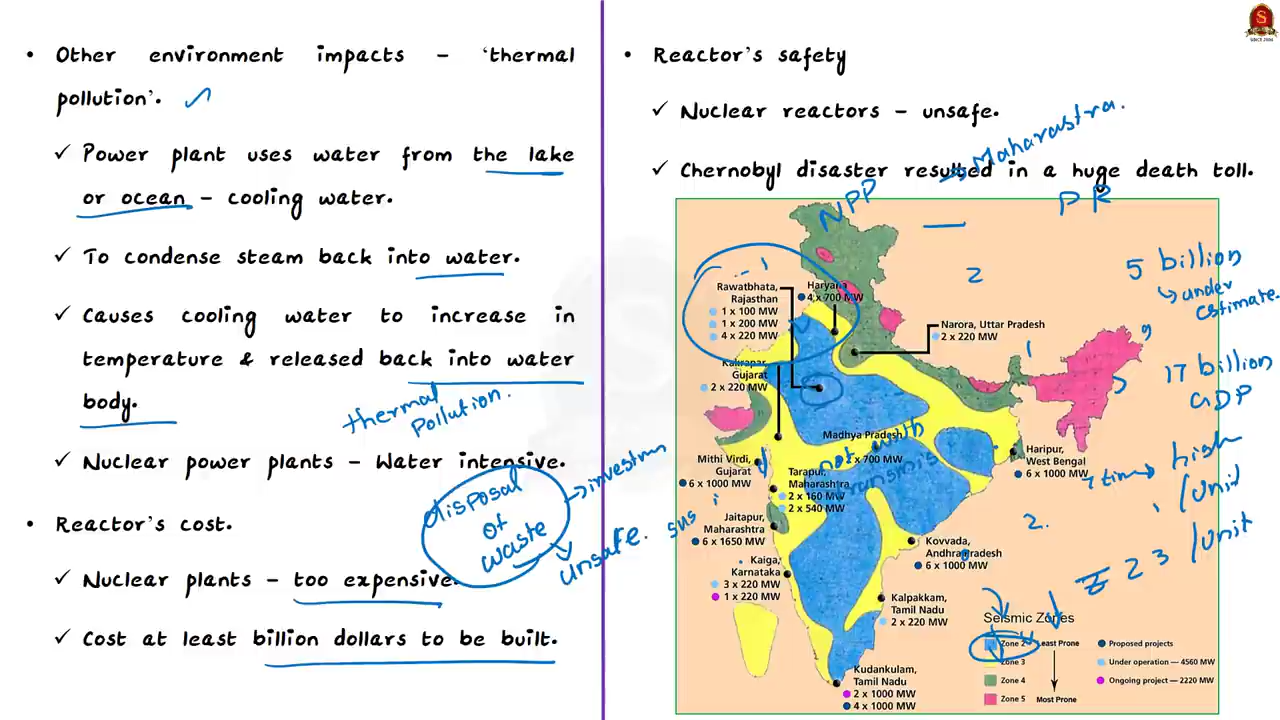 • Other environment impacts – ‘thermal
pollution’.
✓ Power plant uses water from the lake
or ocean – cooling water.
✓ To condense steam back into water.
✓ Causes cooling water to increase in
temperature & released back into water
body.
thermal
Pollution.
✓ Nuclear power plants – Water intensive.
disposal
of
waste
unsafe.
• Reactor's cost.
✓ Nuclear plants – too expensive.
✓ Cost at least billion dollars to be built.
• Reactor's safety
✓ Nuclear reactors – unsafe.
Maharastra.
✓ Chernobyl disaster resulted in a huge death toll.
NPP
PR
2
5 billion
under
estimate.
17 billion
GDP
7 times high
/unit
2.
23 /unit
not with
Rawatbhata,
Rajasthan
1 x 100 MW
1 x 200 MW
4 x 220 MW
Haryana
4 x 700 MW
Narora, Uttar Pradesh
2 x 220 MW
Kakrapar,
Gujarat
2 x 220 MW
Madhya Pradesh
x 700 MW
Mithi Virdi,
Gujarat
6 x 1000 MW
Tarapur,
Maharashtra
2 x 160 MW
2 x 540 MW
Haripur,
West Bengal
6 x 1000 MW
Jaitapur,
Maharashtra
6 x 1650 MW
Kovvada,
Andhra Pradesh
6 x 1000 MW
Kaiga,
Karnataka
3 x 220 MW
1 x 220 MW
Kalpakkam,
Tamil Nadu
2 x 220 MW
Kudankulam,
Tamil Nadu
2 x 1000 MW
4 x 1000 MW
Seismic Zones
Zone 2 Least Prone
Zone 3
Zone 4
Zone 5 Most Prone
Proposed projects
Under operation — 4560 MW
Ongoing project — 2220 MW